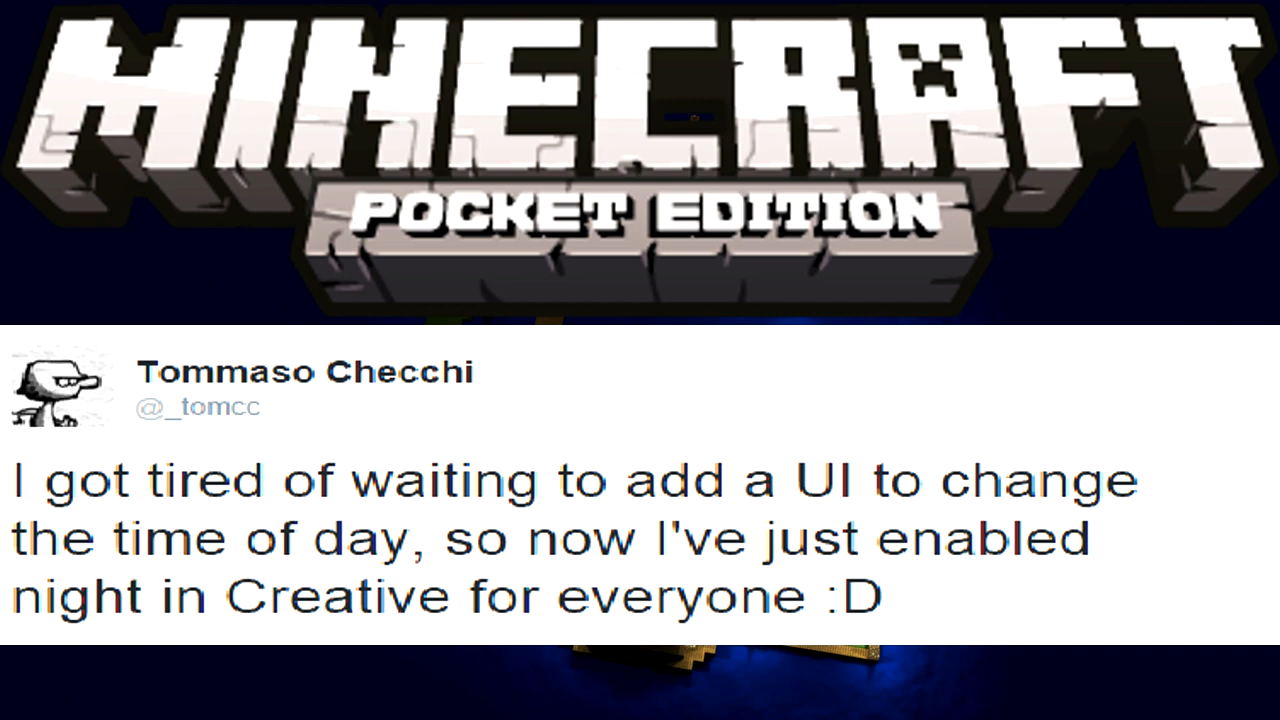 MINECRAFT
POCKET EDITION
Tommaso Checchi
@_tomcc
I got tired of waiting to add a UI to change
the time of day, so now I've just enabled
night in Creative for everyone :D